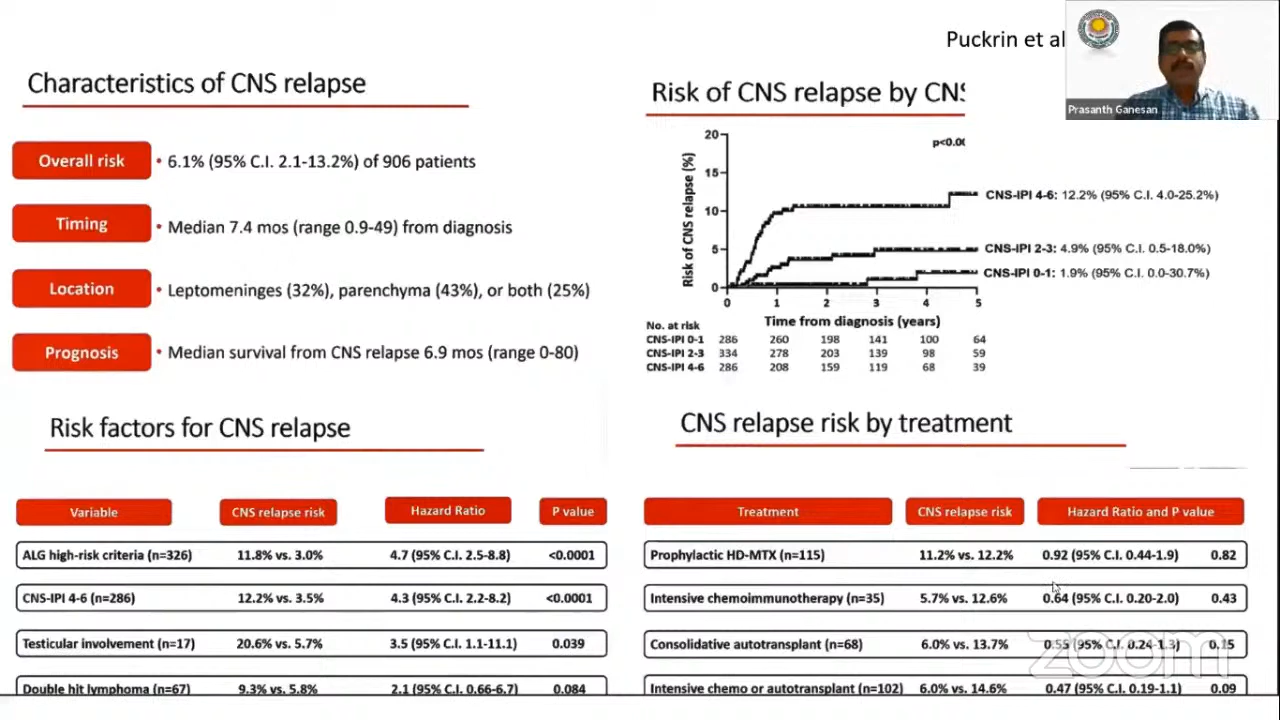 Puckrin et al
Prasanth Ganesan
Characteristics of CNS relapse
Overall risk • 6.1% (95% C.I. 2.1-13.2%) of 906 patients
Timing • Median 7.4 mos (range 0.9-49) from diagnosis
Location • Leptomeninges (32%), parenchyma (43%), or both (25%)
Prognosis • Median survival from CNS relapse 6.9 mos (range 0-80)
Risk of CNS relapse by CNS
p<0.00
Risk of CNS relapse (%)
20
15
10
5
0
CNS-IPI 4-6: 12.2% (95% C.I. 4.0-25.2%)
CNS-IPI 2-3: 4.9% (95% C.I. 0.5-18.0%)
CNS-IPI 0-1: 1.9% (95% C.I. 0.0-30.7%)
0 1 2 3 4 5
Time from diagnosis (years)
No. at risk
CNS-IPI 0-1 286 260 198 141 100 64
CNS-IPI 2-3 334 278 203 139 98 59
CNS-IPI 4-6 286 208 159 119 68 39
Risk factors for CNS relapse
Variable CNS relapse risk Hazard Ratio P value
ALG high-risk criteria (n=326) 11.8% vs. 3.0% 4.7 (95% C.I. 2.5-8.8) <0.0001
CNS-IPI 4-6 (n=286) 12.2% vs. 3.5% 4.3 (95% C.I. 2.2-8.2) <0.0001
Testicular involvement (n=17) 20.6% vs. 5.7% 3.5 (95% C.I. 1.1-11.1) 0.039
Double hit lymphoma (n=67) 9.3% vs. 5.8% 2.1 (95% C.I. 0.66-6.7) 0.084
CNS relapse risk by treatment
Treatment CNS relapse risk Hazard Ratio and P value
Prophylactic HD-MTX (n=115) 11.2% vs. 12.2% 0.92 (95% C.I. 0.44-1.9) 0.82
Intensive chemoimmunotherapy (n=35) 5.7% vs. 12.6% 0.64 (95% C.I. 0.20-2.0) 0.43
Consolidative autotransplant (n=68) 6.0% vs. 13.7% 0.55 (95% C.I. 0.24-1.3) 0.15
Intensive chemo or autotransplant (n=102) 6.0% vs. 14.6% 0.47 (95% C.I. 0.19-1.1) 0.09
zoom